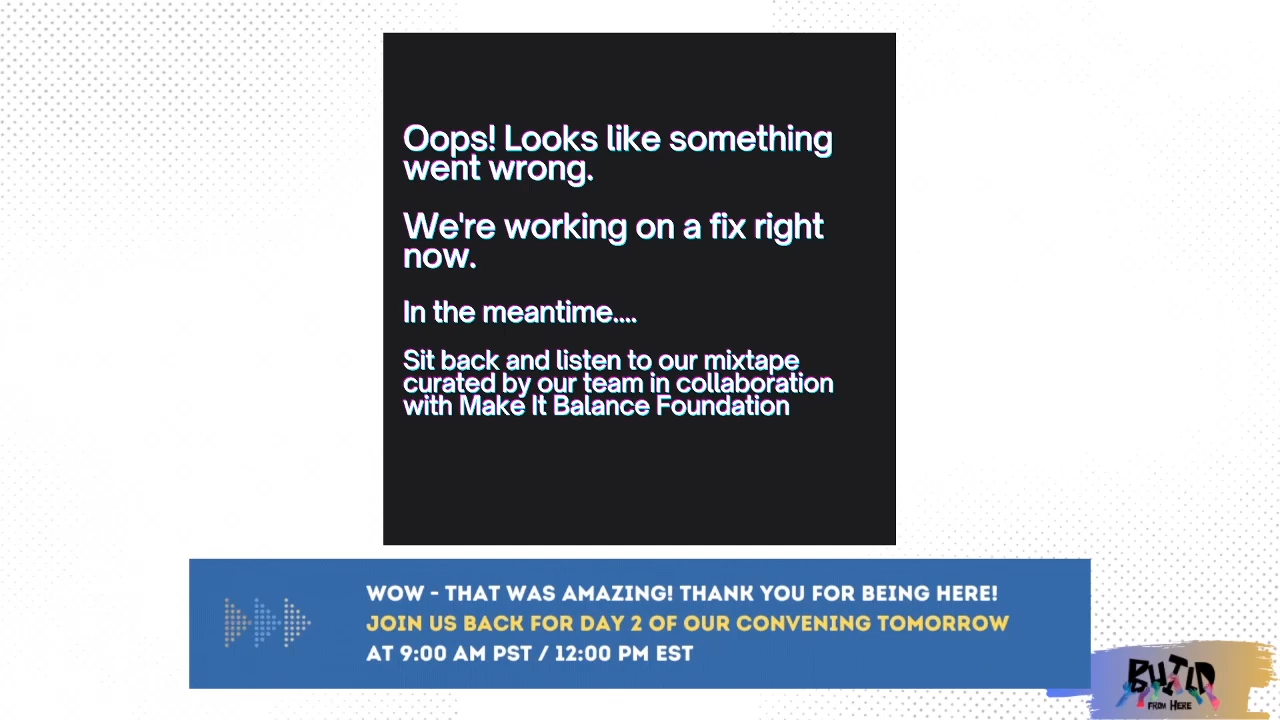 Oops! Looks like something
went wrong.
We're working on a fix right
now.
In the meantime....
Sit back and listen to our mixtape
curated by our team in collaboration
with Make It Balance Foundation
WOW - THAT WAS AMAZING! THANK YOU FOR BEING HERE!
JOIN US BACK FOR DAY 2 OF OUR CONVENING TOMORROW
AT 9:00 AM PST / 12:00 PM EST
BUILD
FROM HERE